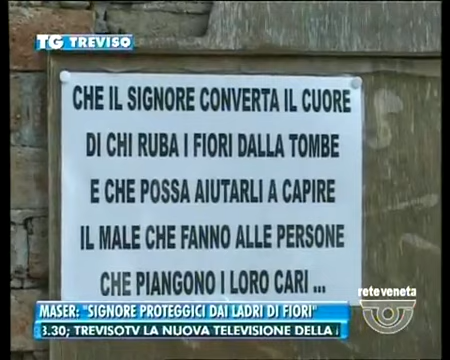 TG TREVISO
CHE IL SIGNORE CONVERTA IL CUORE
DI CHI RUBA I FIORI DALLA TOMBE
E CHE POSSA AIUTARLI A CAPIRE
IL MALE CHE FANNO ALLE PERSONE
CHE PIANGONO I LORO CARI ...
reteveneta
MASER: "SIGNORE PROTEGGICI DAI LADRI DI FIORI"
3.30; TREVISOTV LA NUOVA TELEVISIONE DELLA